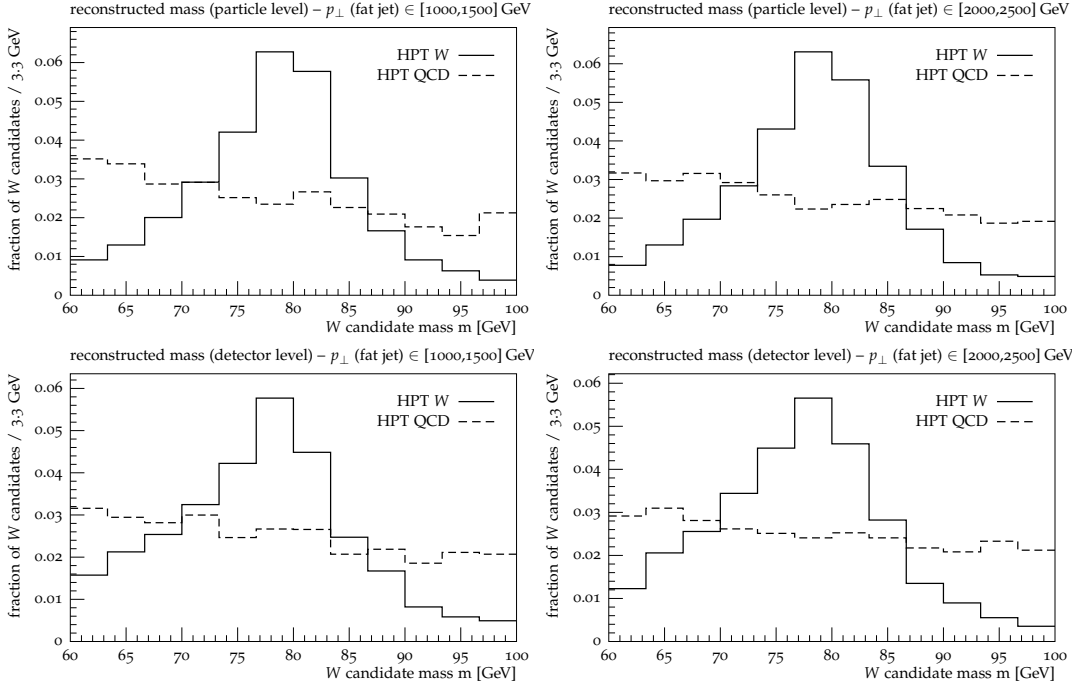 reconstructed mass (particle level) – p⊥ (fat jet) ∈ [1000,1500] GeV
fraction of W candidates / 3.3 GeV
0.06
0.05
0.04
0.03
0.02
0.01
0
HPT W
HPT QCD
60 65 70 75 80 85 90 95 100
W candidate mass m [GeV]
reconstructed mass (particle level) – p⊥ (fat jet) ∈ [2000,2500] GeV
fraction of W candidates / 3.3 GeV
0.06
0.05
0.04
0.03
0.02
0.01
0
HPT W
HPT QCD
60 65 70 75 80 85 90 95 100
W candidate mass m [GeV]
reconstructed mass (detector level) – p⊥ (fat jet) ∈ [1000,1500] GeV
fraction of W candidates / 3.3 GeV
0.06
0.05
0.04
0.03
0.02
0.01
0
HPT W
HPT QCD
60 65 70 75 80 85 90 95 100
W candidate mass m [GeV]
reconstructed mass (detector level) – p⊥ (fat jet) ∈ [2000,2500] GeV
fraction of W candidates / 3.3 GeV
0.06
0.05
0.04
0.03
0.02
0.01
0
HPT W
HPT QCD
60 65 70 75 80 85 90 95 100
W candidate mass m [GeV]